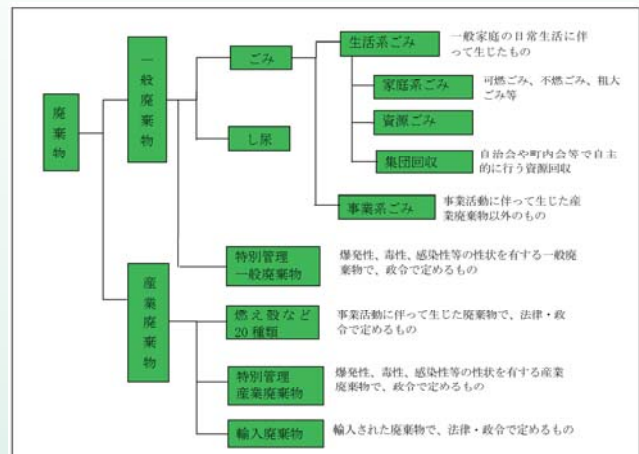 廃棄物
一般廃棄物
ごみ
生活系ごみ
一般家庭の日常生活に伴
って生じたもの
家庭系ごみ
可燃ごみ、不燃ごみ、粗大
ごみ等
資源ごみ
し尿
集団回収
自治会や町内会等で自主
的に行う資源回収
事業系ごみ
事業活動に伴って生じた産
業廃棄物以外のもの
特別管理
一般廃棄物
爆発性、毒性、感染性等の性状を有する一般廃
棄物で、政令で定めるもの
産業廃棄物
燃え殻など
20種類
事業活動に伴って生じた廃棄物で、法律・政
令で定めるもの
特別管理
産業廃棄物
爆発性、毒性、感染性等の性状を有する産業
廃棄物で、政令で定めるもの
輸入廃棄物
輸入された廃棄物で、法律・政令で定めるもの